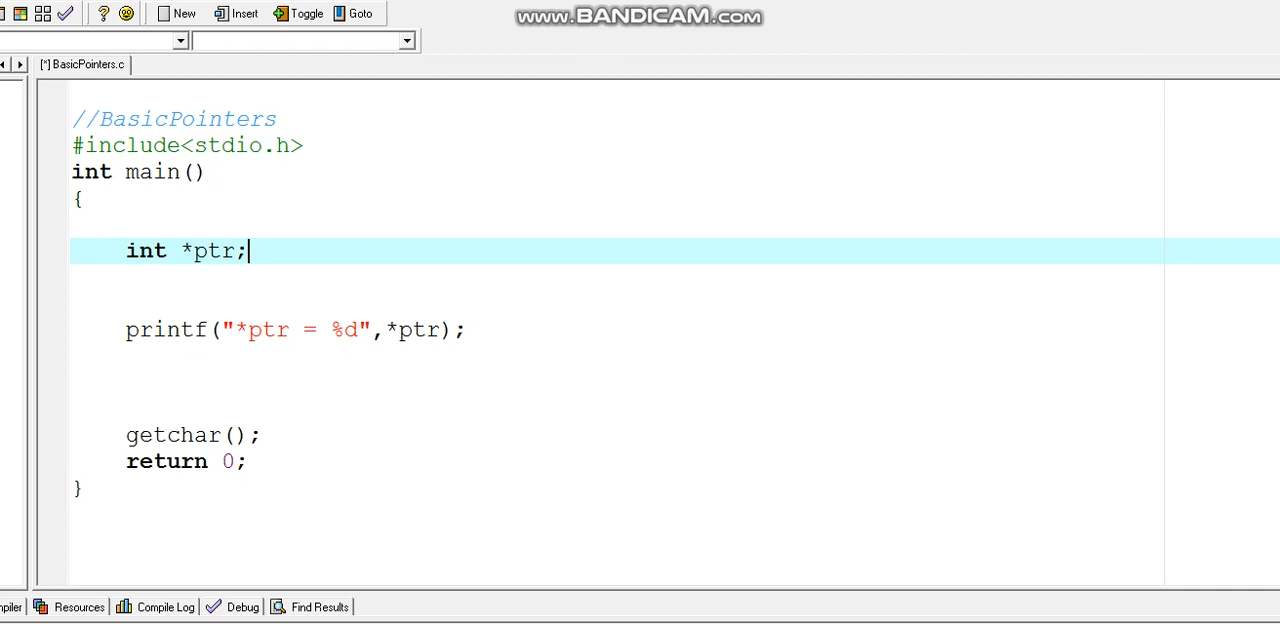 New Insert Toggle Goto
www.BANDICAM.com
[*] BasicPointers.c
//BasicPointers
#include<stdio.h>
int main()
{
int *ptr;
printf("*ptr = %d",*ptr);
getchar();
return 0;
}
mpiler Resources Compile Log Debug Find Results